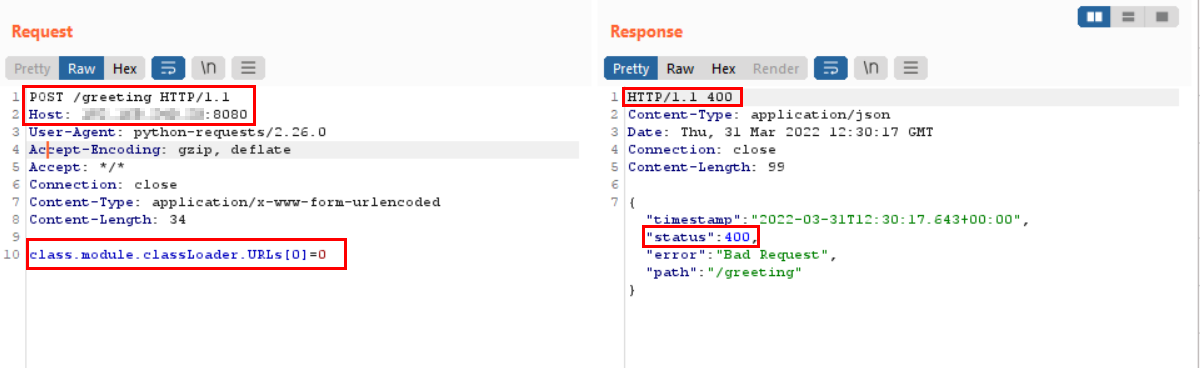 Request
Pretty Raw Hex \n
1 POST /greeting HTTP/1.1
2 Host: :8080
3 User-Agent: python-requests/2.26.0
4 Accept-Encoding: gzip, deflate
5 Accept: */*
6 Connection: close
7 Content-Type: application/x-www-form-urlencoded
8 Content-Length: 34
9
10 class.module.classLoader.URLs[0]=0
Response
Pretty Raw Hex Render \n
1 HTTP/1.1 400
2 Content-Type: application/json
3 Date: Thu, 31 Mar 2022 12:30:17 GMT
4 Connection: close
5 Content-Length: 99
6
7 {
"timestamp":"2022-03-31T12:30:17.643+00:00",
"status":400,
"error":"Bad Request",
"path":"/greeting"
}